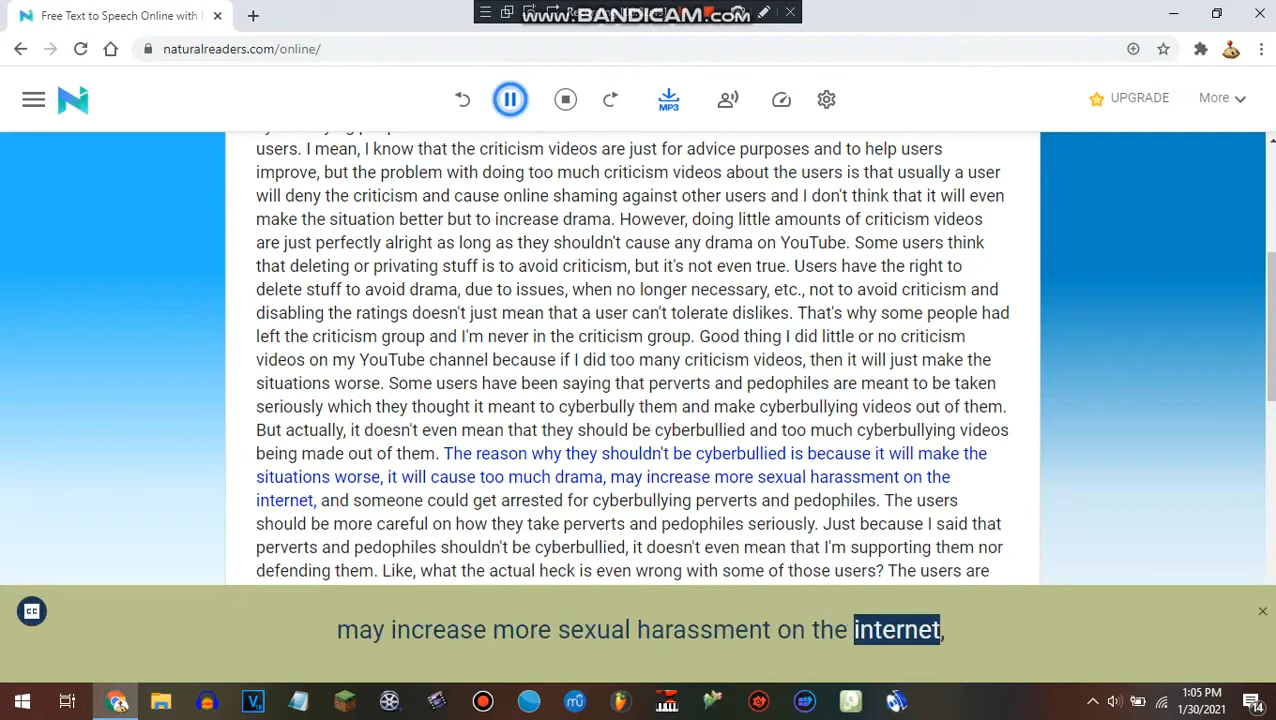 Free Text to Speech Online with
www.BANDICAM.com
naturalreaders.com/online/
MP3
UPGRADE
More
users. I mean, I know that the criticism videos are just for advice purposes and to help users
improve, but the problem with doing too much criticism videos about the users is that usually a user
will deny the criticism and cause online shaming against other users and I don't think that it will even
make the situation better but to increase drama. However, doing little amounts of criticism videos
are just perfectly alright as long as they shouldn't cause any drama on YouTube. Some users think
that deleting or privating stuff is to avoid criticism, but it's not even true. Users have the right to
delete stuff to avoid drama, due to issues, when no longer necessary, etc., not to avoid criticism and
disabling the ratings doesn't just mean that a user can't tolerate dislikes. That's why some people had
left the criticism group and I'm never in the criticism group. Good thing I did little or no criticism
videos on my YouTube channel because if I did too many criticism videos, then it will just make the
situations worse. Some users have been saying that perverts and pedophiles are meant to be taken
seriously which they thought it meant to cyberbully them and make cyberbullying videos out of them.
But actually, it doesn't even mean that they should be cyberbullied and too much cyberbullying videos
being made out of them. The reason why they shouldn't be cyberbullied is because it will make the
situations worse, it will cause too much drama, may increase more sexual harassment on the
internet, and someone could get arrested for cyberbullying perverts and pedophiles. The users
should be more careful on how they take perverts and pedophiles seriously. Just because I said that
perverts and pedophiles shouldn't be cyberbullied, it doesn't even mean that I'm supporting them nor
defending them. Like, what the actual heck is even wrong with some of those users? The users are
CC
may increase more sexual harassment on the internet,
1:05 PM
1/30/2021
14